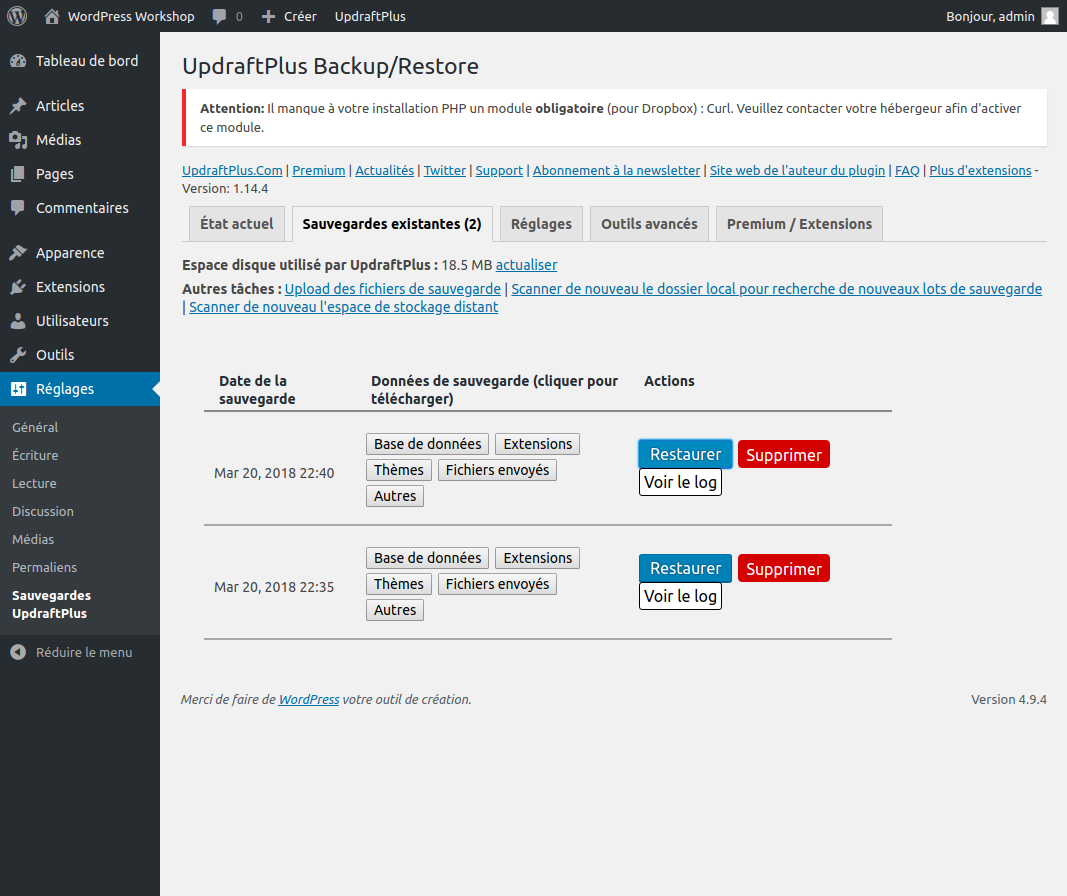 WordPress Workshop 0 Créer UpdraftPlus Bonjour, admin
Tableau de bord
Articles
Médias
Pages
Commentaires
Apparence
Extensions
Utilisateurs
Outils
Réglages
Général
Écriture
Lecture
Discussion
Médias
Permaliens
Sauvegardes
UpdraftPlus
Réduire le menu
UpdraftPlus Backup/Restore
Attention: Il manque à votre installation PHP un module obligatoire (pour Dropbox) : Curl. Veuillez contacter votre hébergeur afin d'activer
ce module.
UpdraftPlus.Com | Premium | Actualités | Twitter | Support | Abonnement à la newsletter | Site web de l'auteur du plugin | FAQ | Plus d'extensions -
Version: 1.14.4
État actuel Sauvegardes existantes (2) Réglages Outils avancés Premium / Extensions
Espace disque utilisé par UpdraftPlus : 18.5 MB actualiser
Autres tâches : Upload des fichiers de sauvegarde | Scanner de nouveau le dossier local pour recherche de nouveaux lots de sauvegarde
| Scanner de nouveau l'espace de stockage distant
Date de la
sauvegarde
Données de sauvegarde (cliquer pour
télécharger)
Actions
Mar 20, 2018 22:40
Base de données Extensions
Thèmes Fichiers envoyés
Autres
Restaurer Supprimer
Voir le log
Mar 20, 2018 22:35
Base de données Extensions
Thèmes Fichiers envoyés
Autres
Restaurer Supprimer
Voir le log
Merci de faire de WordPress votre outil de création. Version 4.9.4